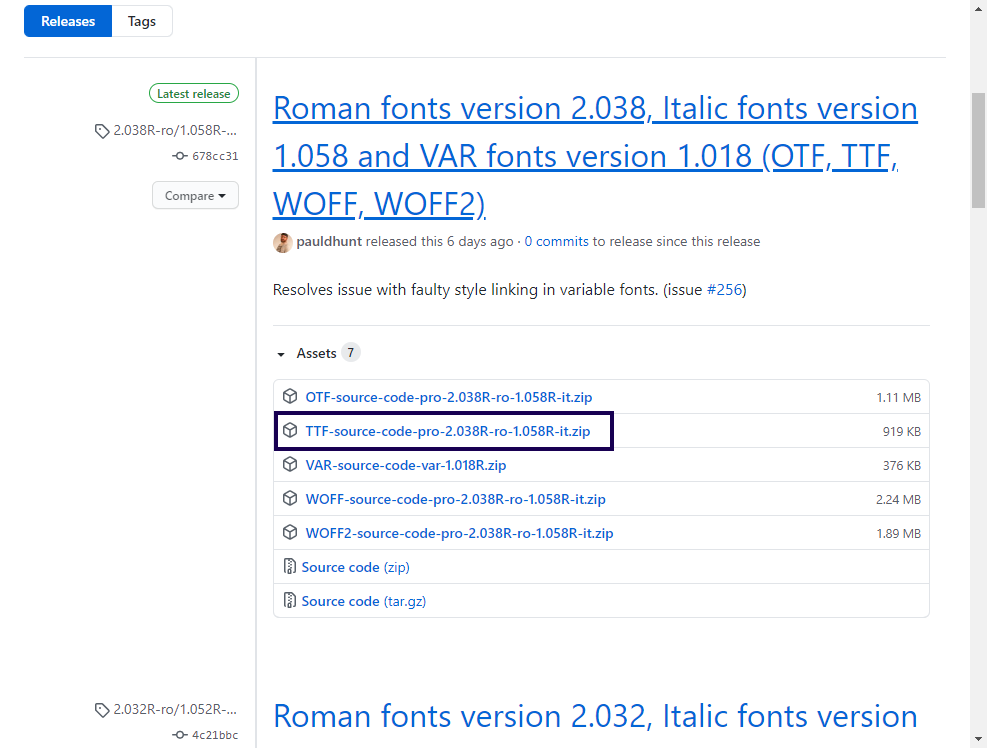 Releases
Tags
Latest release
2.038R-ro/1.058R-...
678cc31
Compare
Roman fonts version 2.038, Italic fonts version
1.058 and VAR fonts version 1.018 (OTF, TTF,
WOFF, WOFF2)
pauldhunt released this 6 days ago · 0 commits to release since this release
Resolves issue with faulty style linking in variable fonts. (issue #256)
Assets 7
OTF-source-code-pro-2.038R-ro-1.058R-it.zip 1.11 MB
TTF-source-code-pro-2.038R-ro-1.058R-it.zip 919 KB
VAR-source-code-var-1.018R.zip 376 KB
WOFF-source-code-pro-2.038R-ro-1.058R-it.zip 2.24 MB
WOFF2-source-code-pro-2.038R-ro-1.058R-it.zip 1.89 MB
Source code (zip)
Source code (tar.gz)
2.032R-ro/1.052R-...
4c21bbc
Roman fonts version 2.032, Italic fonts version